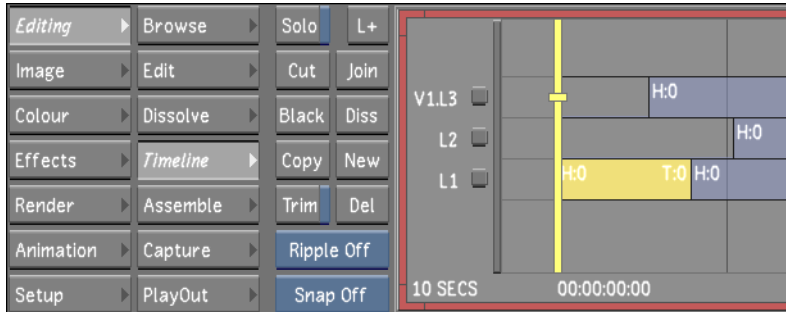 Editing Browse Solo L+
Image Edit Cut Join
Colour Dissolve Black Diss
Effects Timeline Copy New
Render Assemble Trim Del
Animation Capture Ripple Off
Setup PlayOut Snap Off
V1.L3 H:0
L2 H:0
L1 H:0 T:0 H:0
10 SECS 00:00:00:00